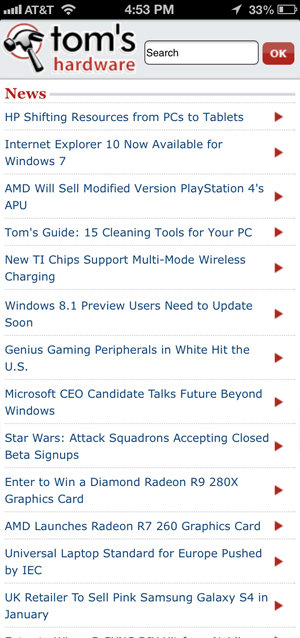 AT&T 4:53 PM 33%
tom's
hardware
Search
OK
News
HP Shifting Resources from PCs to Tablets
Internet Explorer 10 Now Available for
Windows 7
AMD Will Sell Modified Version PlayStation 4's
APU
Tom's Guide: 15 Cleaning Tools for Your PC
New TI Chips Support Multi-Mode Wireless
Charging
Windows 8.1 Preview Users Need to Update
Soon
Genius Gaming Peripherals in White Hit the
U.S.
Microsoft CEO Candidate Talks Future Beyond
Windows
Star Wars: Attack Squadrons Accepting Closed
Beta Signups
Enter to Win a Diamond Radeon R9 280X
Graphics Card
AMD Launches Radeon R7 260 Graphics Card
Universal Laptop Standard for Europe Pushed
by IEC
UK Retailer To Sell Pink Samsung Galaxy S4 in
January